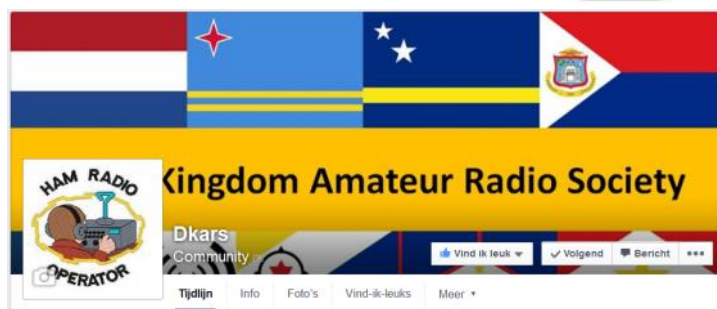 Kingdom Amateur Radio Society
HAM RADIO
OPERATOR
Dkars
Community
Vind ik leuk
Volgend
Bericht
Tijdlijn
Info
Foto's
Vind-ik-leuks
Meer